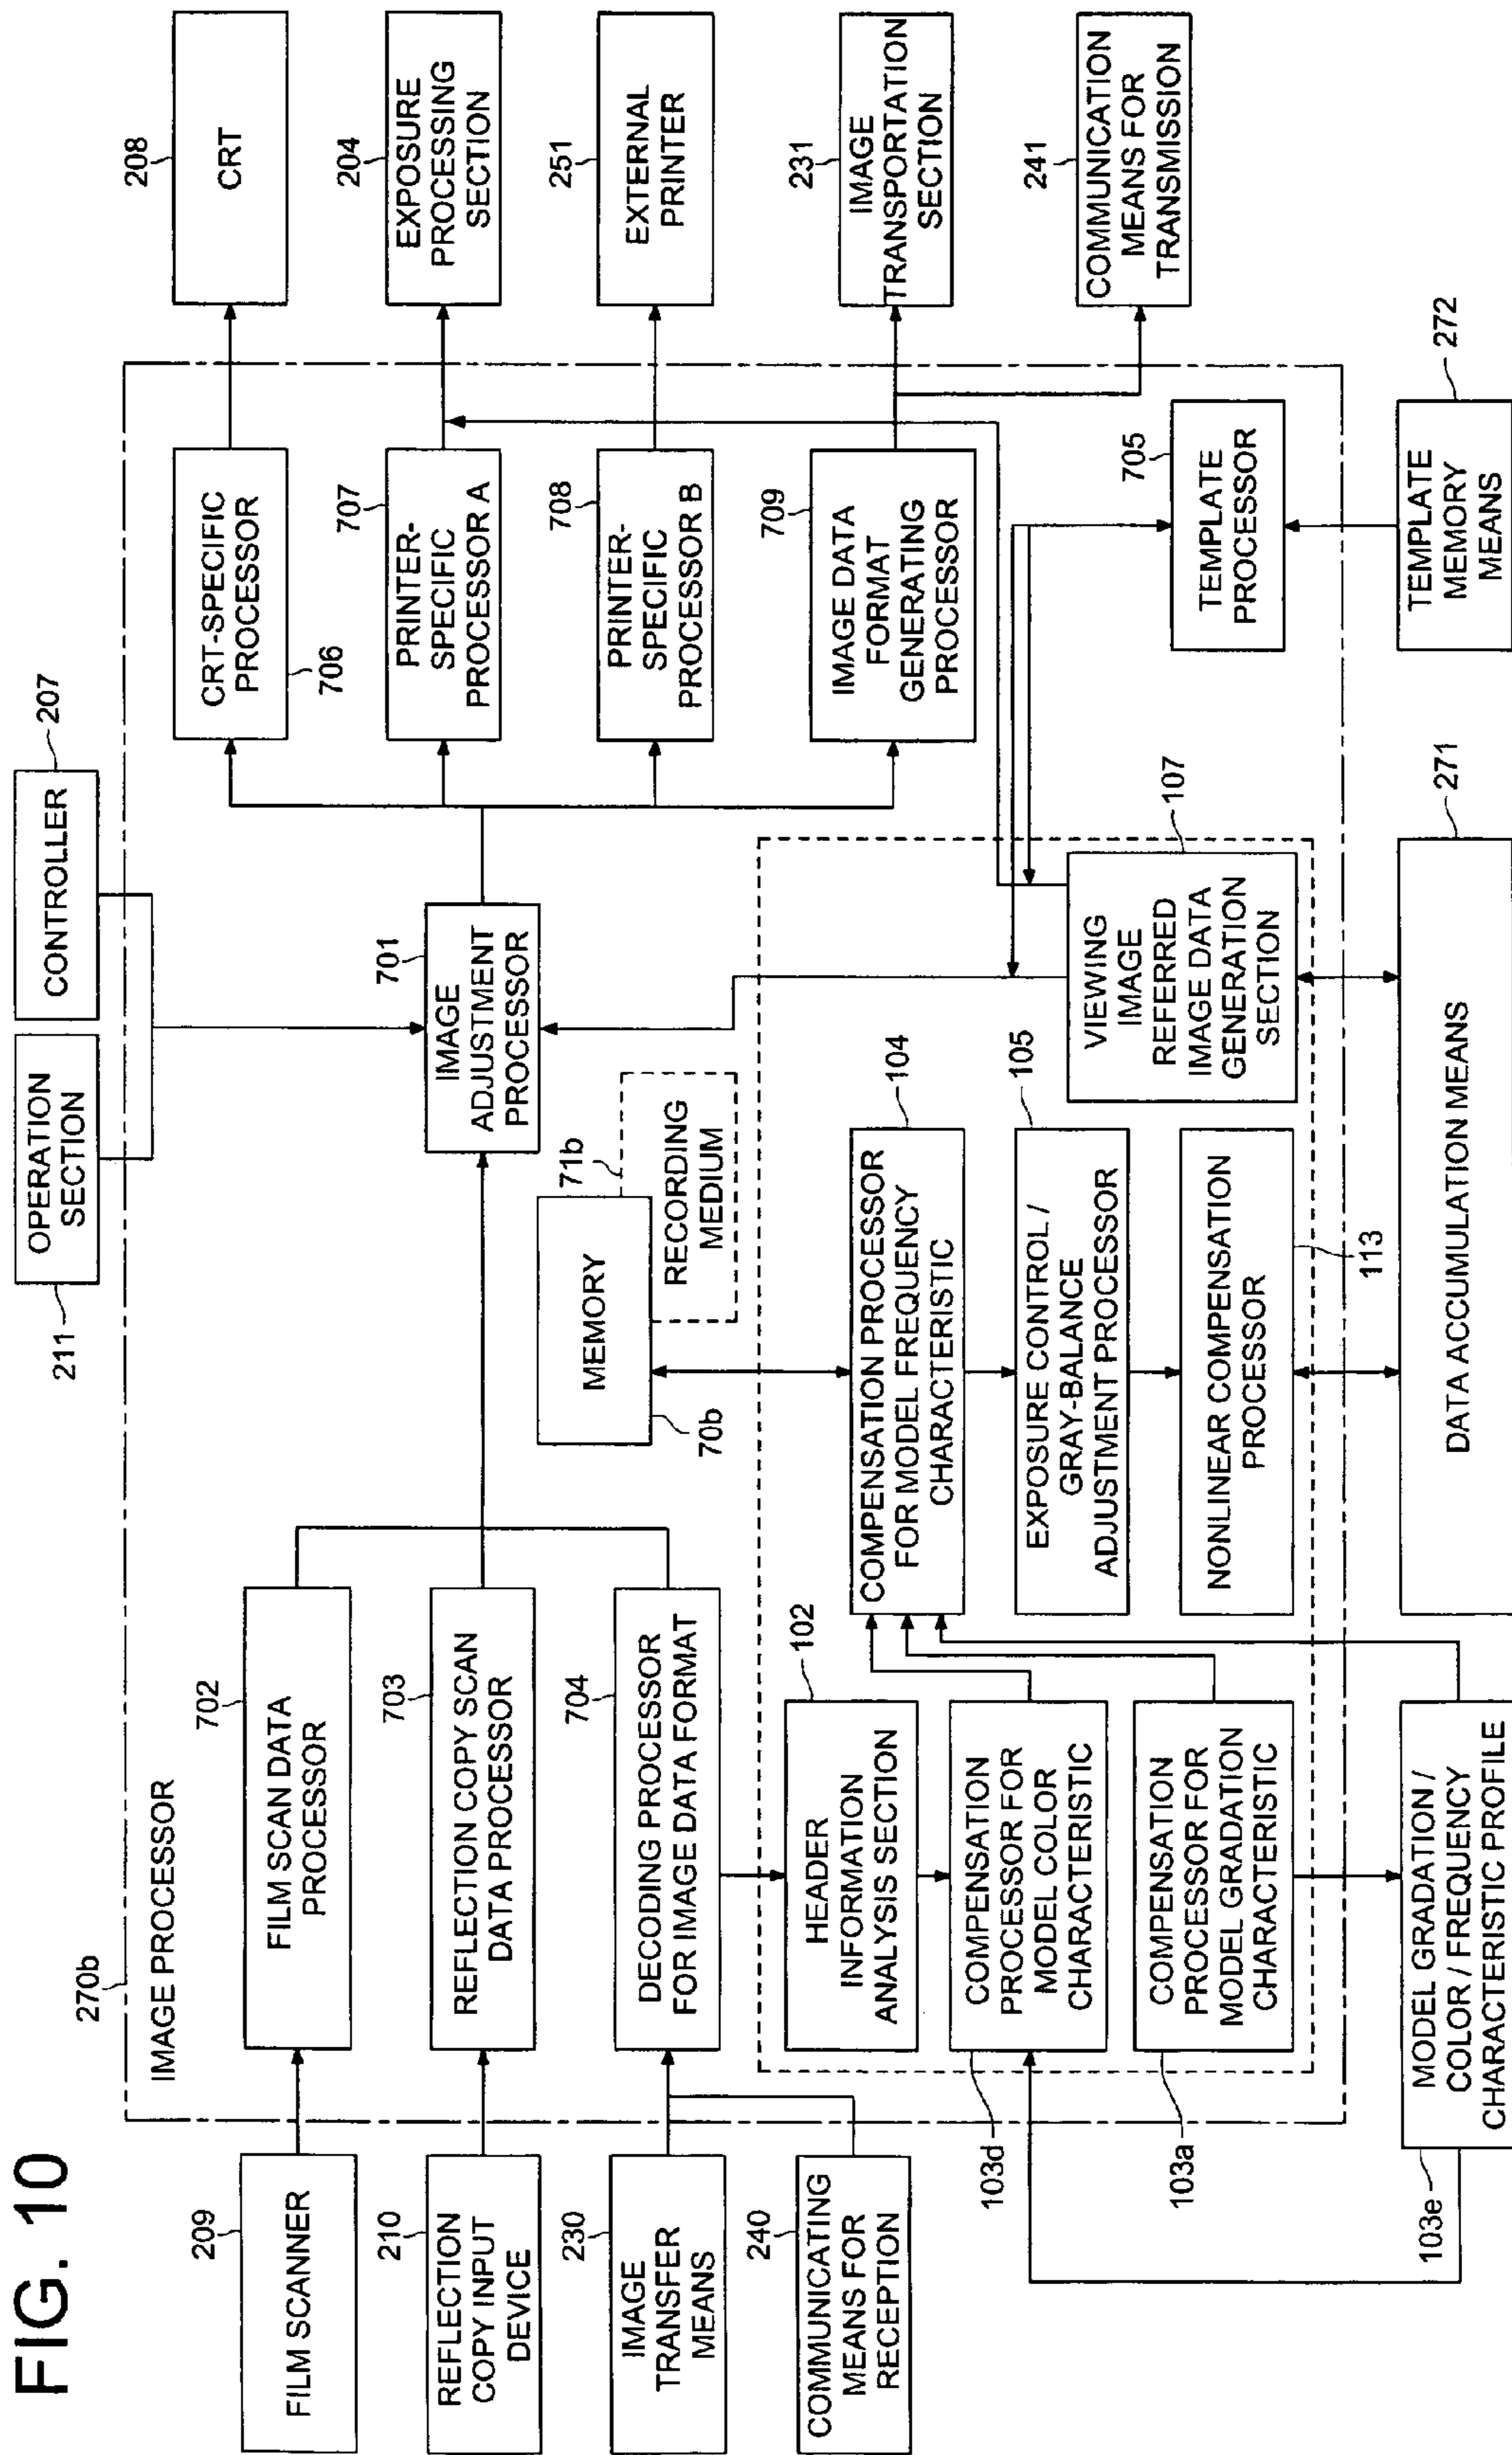 FIG. 10
270b
IMAGE PROCESSOR
209
FILM SCANNER
210
REFLECTION
COPY INPUT
DEVICE
230
IMAGE
TRANSFER
MEANS
240
COMMUNICATING
MEANS FOR
RECEPTION
702
FILM SCAN DATA
PROCESSOR
703
REFLECTION COPY SCAN
DATA PROCESSOR
704
DECODING PROCESSOR
FOR IMAGE DATA FORMAT
102
HEADER
INFORMATION
ANALYSIS SECTION
103d
COMPENSATION
PROCESSOR FOR
MODEL COLOR
CHARACTERISTIC
103a
COMPENSATION
PROCESSOR FOR
MODEL GRADATION
CHARACTERISTIC
103e
MODEL GRADATION /
COLOR / FREQUENCY
CHARACTERISTIC PROFILE
211
OPERATION
SECTION
207
CONTROLLER
701
IMAGE
ADJUSTMENT
PROCESSOR
70b
MEMORY
71b
RECORDING
MEDIUM
104
COMPENSATION PROCESSOR
FOR MODEL FREQUENCY
CHARACTERISTIC
105
EXPOSURE CONTROL /
GRAY-BALANCE
ADJUSTMENT PROCESSOR
113
NONLINEAR COMPENSATION
PROCESSOR
107
VIEWING
IMAGE
REFERRED
IMAGE DATA
GENERATION
SECTION
271
DATA ACCUMULATION MEANS
706
CRT-SPECIFIC
PROCESSOR
707
PRINTER-
SPECIFIC
PROCESSOR A
708
PRINTER-
SPECIFIC
PROCESSOR B
709
IMAGE DATA
FORMAT
GENERATING
PROCESSOR
705
TEMPLATE
PROCESSOR
272
TEMPLATE
MEMORY
MEANS
208
CRT
204
EXPOSURE
PROCESSING
SECTION
251
EXTERNAL
PRINTER
231
IMAGE
TRANSPORTATION
SECTION
241
COMMUNICATION
MEANS FOR
TRANSMISSION